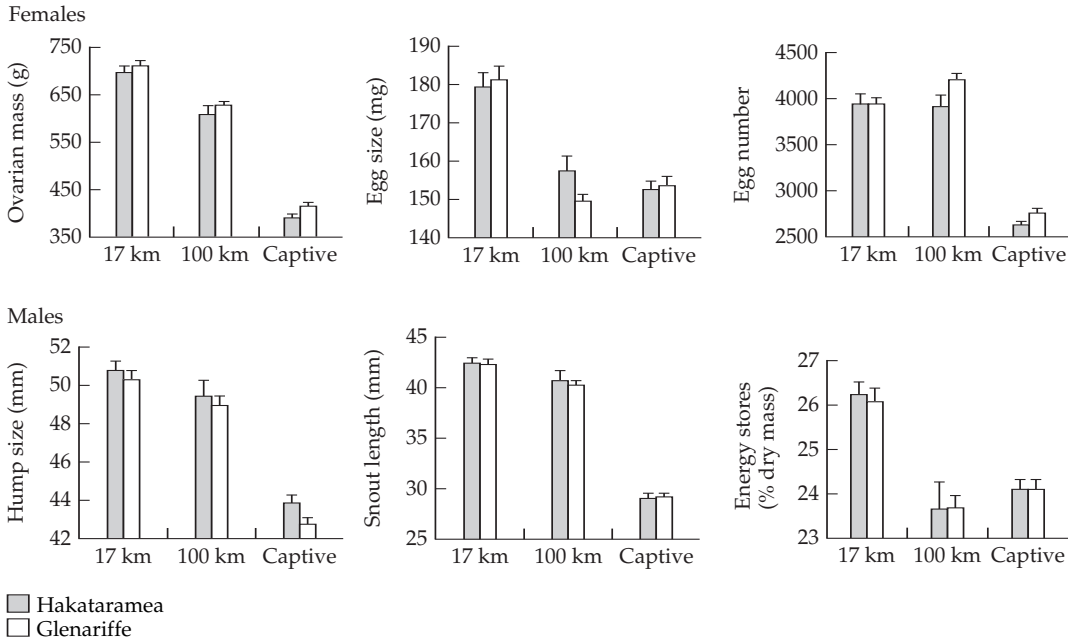 Females
Ovarian mass (g)
750
650
550
450
350
17 km 100 km Captive
Egg size (mg)
190
180
170
160
150
140
17 km 100 km Captive
Egg number
4500
4000
3500
3000
2500
17 km 100 km Captive
Males
Hump size (mm)
52
50
48
46
44
42
17 km 100 km Captive
Snout length (mm)
45
40
35
30
25
17 km 100 km Captive
Energy stores
(% dry mass)
27
26
25
24
23
17 km 100 km Captive
Hakataramea
Glenariffe